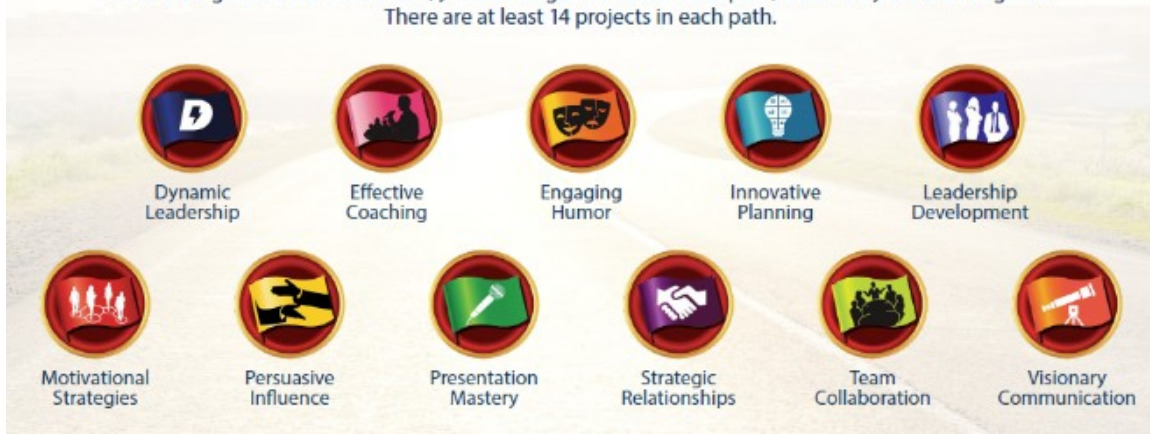 There are at least 14 projects in each path.
D
Dynamic
Leadership
Effective
Coaching
Engaging
Humor
Innovative
Planning
Leadership
Development
Motivational
Strategies
Persuasive
Influence
Presentation
Mastery
Strategic
Relationships
Team
Collaboration
Visionary
Communication